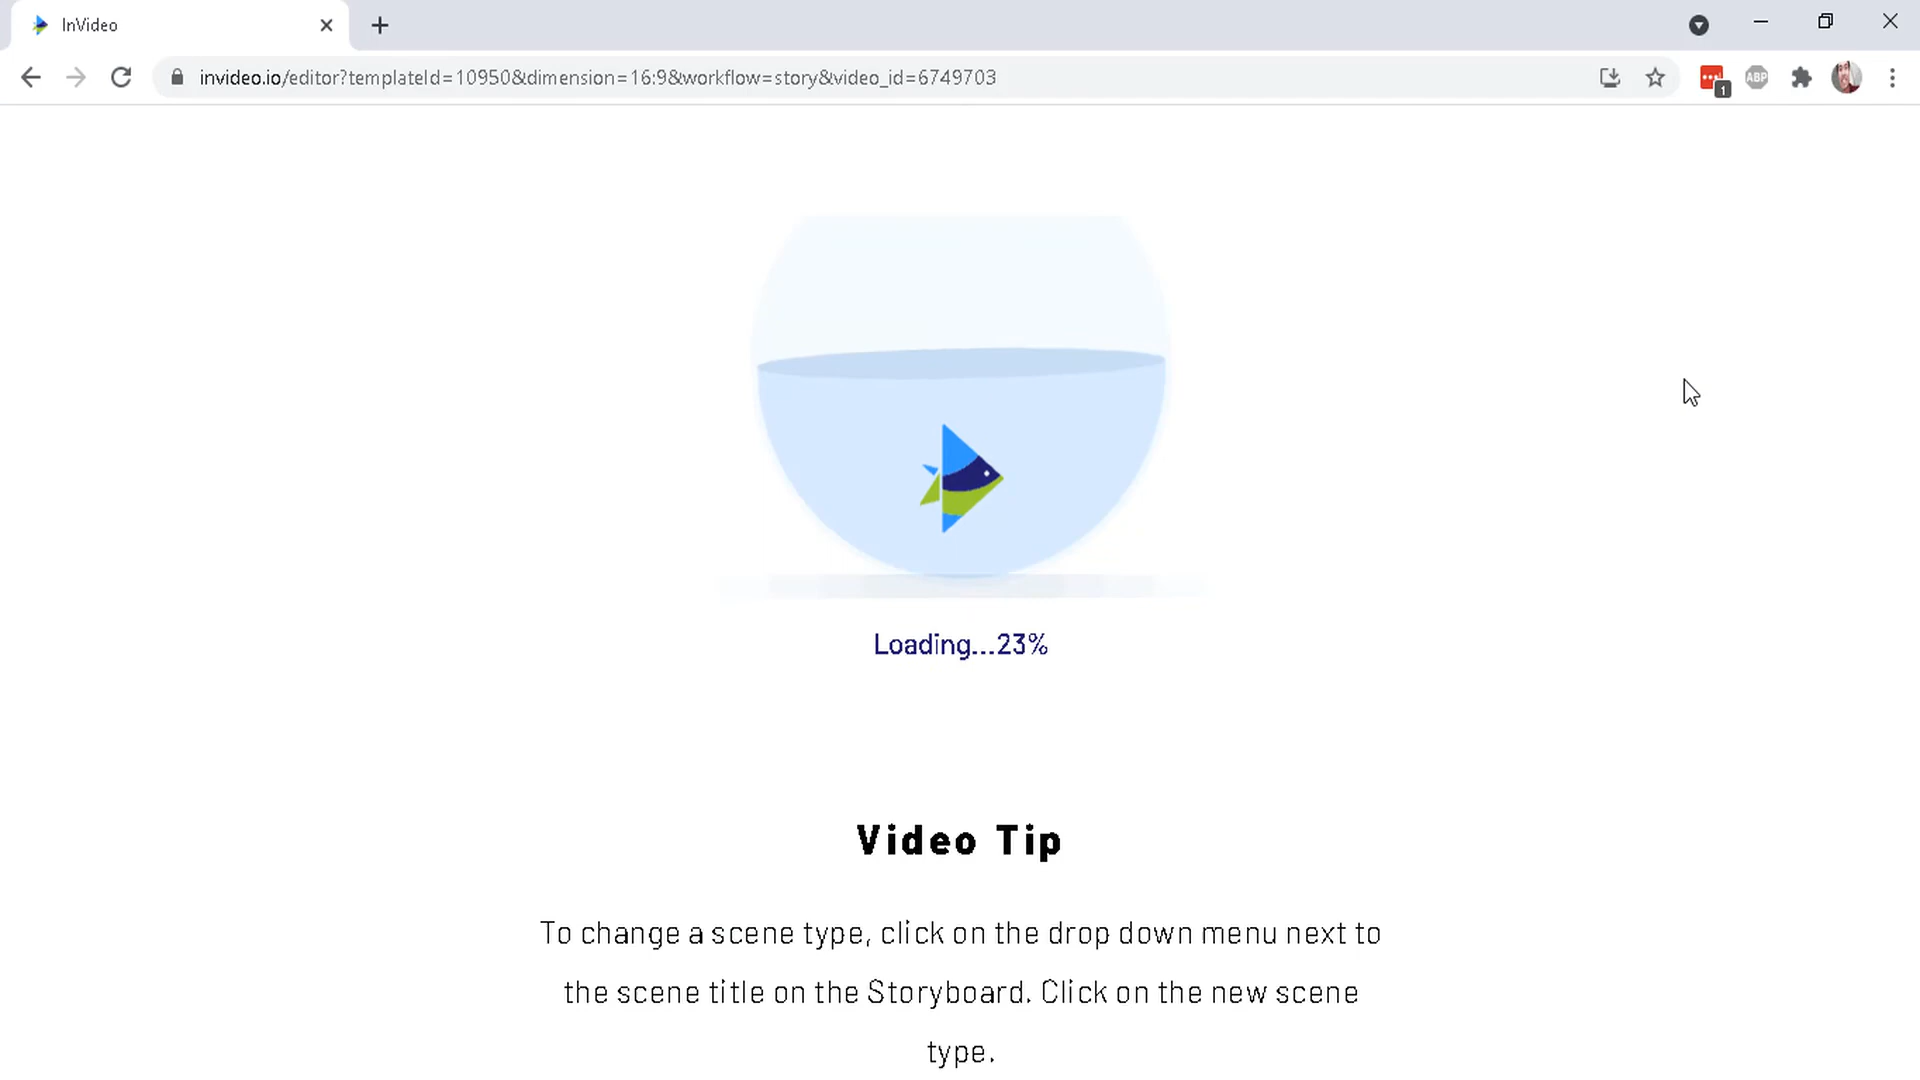 InVideo
invideo.io/editor?templateId=10950&dimension=16:9&workflow=story&video_id=6749703
1
ABP
Loading...23%
Video Tip
To change a scene type, click on the drop down menu next to
the scene title on the Storyboard. Click on the new scene
type.